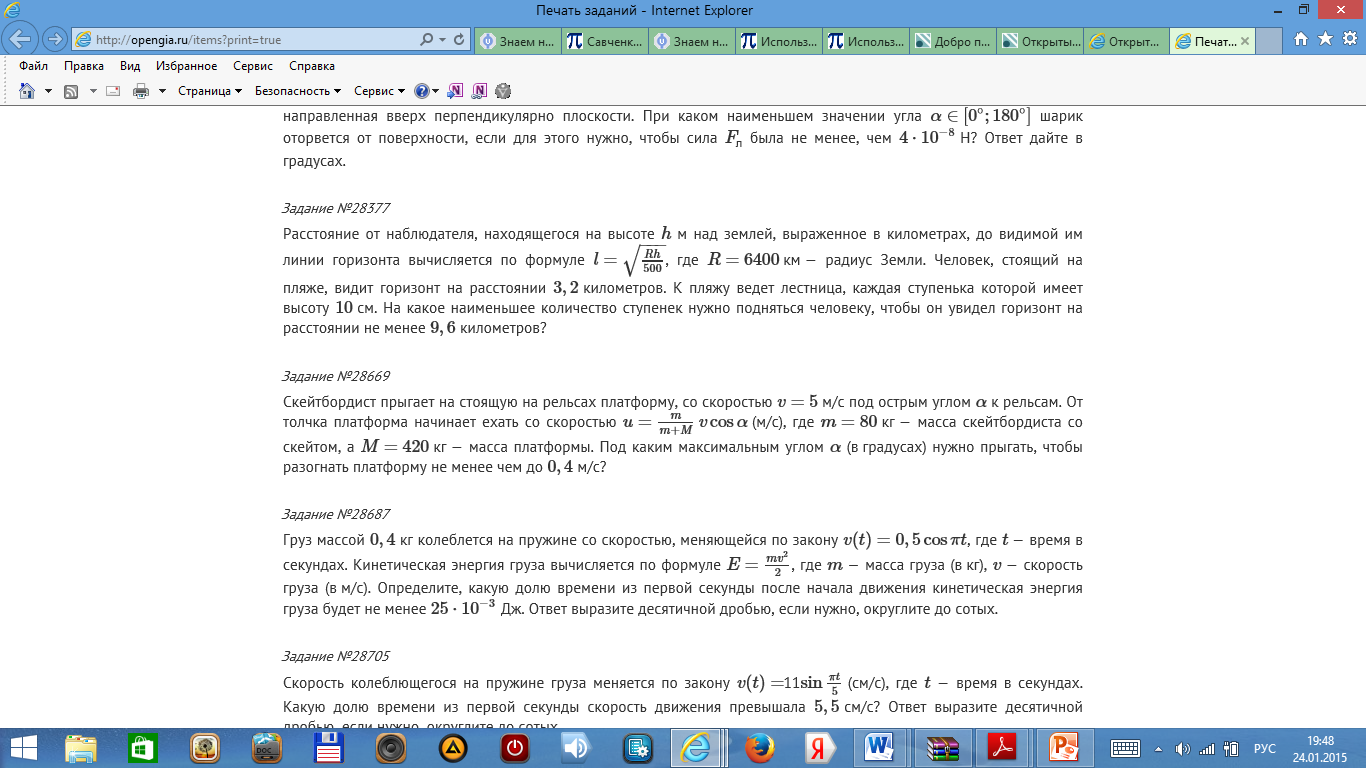 Печать заданий - Internet Explorer
http://opengia.ru/items?print=true
Знаем н...
Савченк...
Знаем н...
Использ...
Использ...
Добро п...
Открыты...
Открыт...
Печат...
Файл Правка Вид Избранное Сервис Справка
Страница Безопасность Сервис
направленная вверх перпендикулярно плоскости. При каком наименьшем значении угла α ∈ [0°; 180°] шарик
оторвется от поверхности, если для этого нужно, чтобы сила Fл была не менее, чем 4 · 10⁻⁸ Н? Ответ дайте в
градусах.
Задание №28377
Расстояние от наблюдателя, находящегося на высоте h м над землей, выраженное в километрах, до видимой им
линии горизонта вычисляется по формуле l = √(Rh/500), где R = 6400 км – радиус Земли. Человек, стоящий на
пляже, видит горизонт на расстоянии 3,2 километров. К пляжу ведет лестница, каждая ступенька которой имеет
высоту 10 см. На какое наименьшее количество ступенек нужно подняться человеку, чтобы он увидел горизонт на
расстоянии не менее 9,6 километров?
Задание №28669
Скейтбордист прыгает на стоящую на рельсах платформу, со скоростью v = 5 м/с под острым углом α к рельсам. От
толчка платформа начинает ехать со скоростью u = m/(m+M) v cos α (м/с), где m = 80 кг – масса скейтбордиста со
скейтом, а M = 420 кг – масса платформы. Под каким максимальным углом α (в градусах) нужно прыгать, чтобы
разогнать платформу не менее чем до 0,4 м/с?
Задание №28687
Груз массой 0,4 кг колеблется на пружине со скоростью, меняющейся по закону v(t) = 0,5 cos πt, где t – время в
секундах. Кинетическая энергия груза вычисляется по формуле E = mv²/2, где m – масса груза (в кг), v – скорость
груза (в м/с). Определите, какую долю времени из первой секунды после начала движения кинетическая энергия
груза будет не менее 25 · 10⁻³ Дж. Ответ выразите десятичной дробью, если нужно, округлите до сотых.
Задание №28705
Скорость колеблющегося на пружине груза меняется по закону v(t) =11sin πt/5 (см/с), где t – время в секундах.
Какую долю времени из первой секунды скорость движения превышала 5,5 см/с? Ответ выразите десятичной
дробью, если нужно, округлите до сотых.
РУС
19:48
24.01.2015